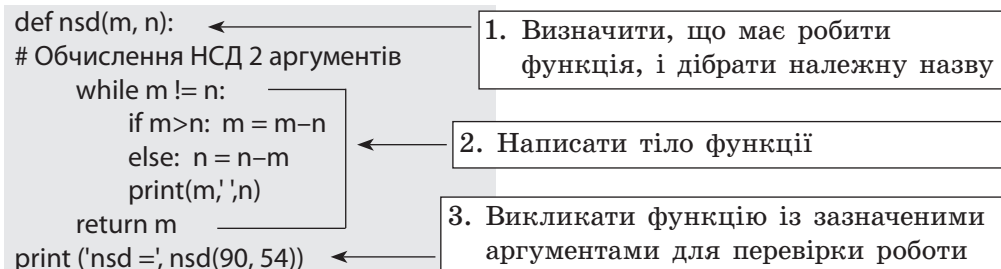 def nsd(m, n):
# Обчислення НСД 2 аргументів
while m != n:
if m>n: m = m–n
else: n = n–m
print(m,' ',n)
return m
print ('nsd =', nsd(90, 54))
1. Визначити, що має робити
функція, і дібрати належну назву
2. Написати тіло функції
3. Викликати функцію із зазначеними
аргументами для перевірки роботи